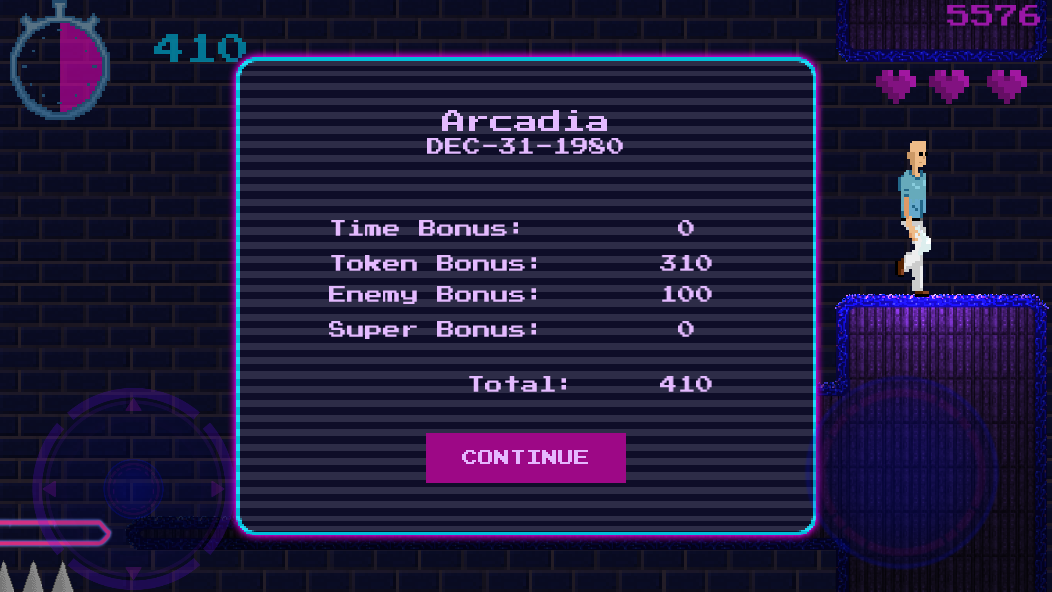 5576
410
Arcadia
DEC-31-1980
Time Bonus: 0
Token Bonus: 310
Enemy Bonus: 100
Super Bonus: 0
Total: 410
CONTINUE